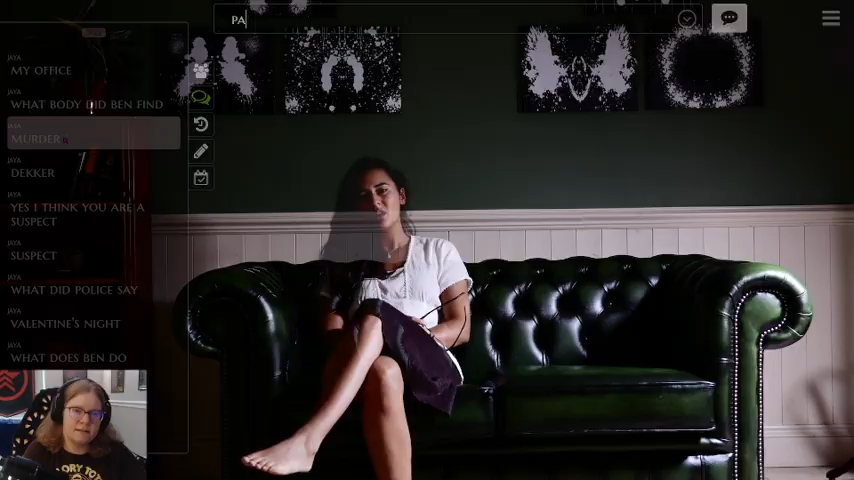 PA
JAYA
MY OFFICE
JAYA
WHAT BODY DID BEN FIND
JAYA
MURDER
JAYA
DEKKER
JAYA
YES I THINK YOU ARE A
SUSPECT
JAYA
SUSPECT
JAYA
WHAT DID POLICE SAY
JAYA
VALENTINE'S NIGHT
JAYA
WHAT DOES BEN DO